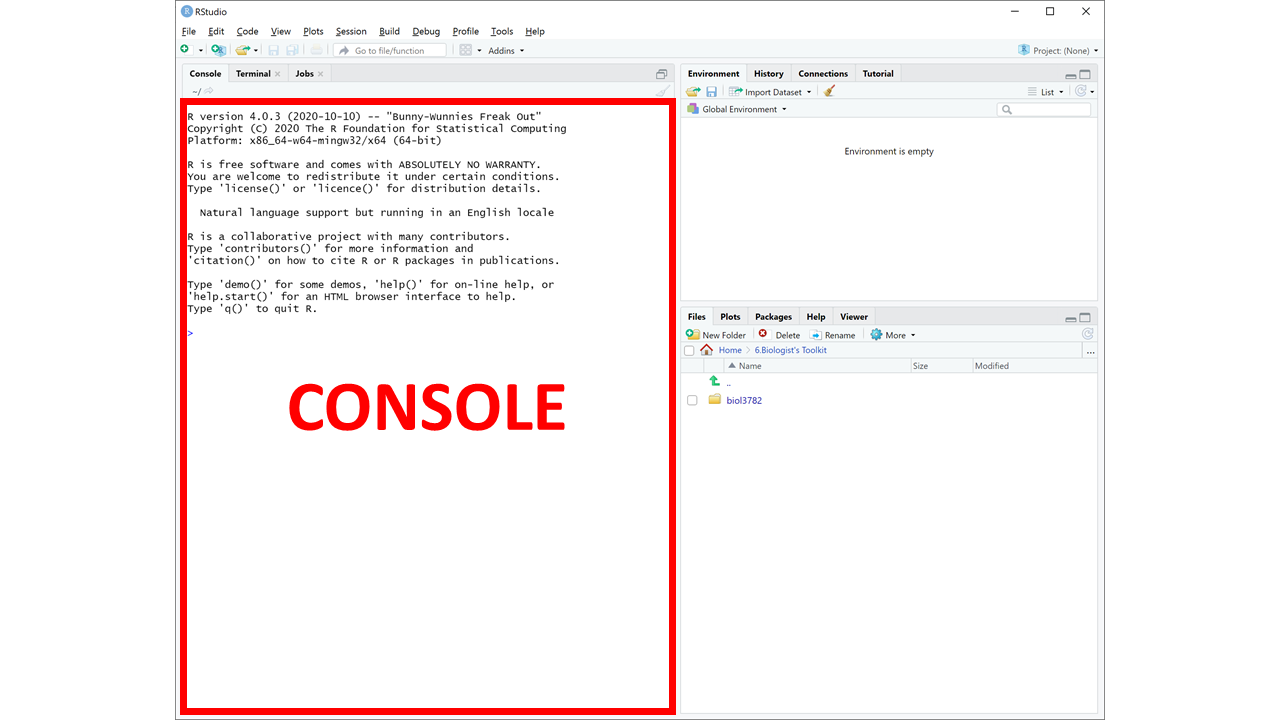 RStudio
File Edit Code View Plots Session Build Debug Profile Tools Help
Go to file/function Addins Project: (None)
Console Terminal Jobs
~/
R version 4.0.3 (2020-10-10) -- "Bunny-Wunnies Freak Out"
Copyright (C) 2020 The R Foundation for Statistical Computing
Platform: x86_64-w64-mingw32/x64 (64-bit)
R is free software and comes with ABSOLUTELY NO WARRANTY.
You are welcome to redistribute it under certain conditions.
Type 'license()' or 'licence()' for distribution details.
Natural language support but running in an English locale
R is a collaborative project with many contributors.
Type 'contributors()' for more information and
'citation()' on how to cite R or R packages in publications.
Type 'demo()' for some demos, 'help()' for on-line help, or
'help.start()' for an HTML browser interface to help.
Type 'q()' to quit R.
>
CONSOLE
Environment History Connections Tutorial
Import Dataset List
Global Environment
Environment is empty
Files Plots Packages Help Viewer
New Folder Delete Rename More
Home 6.Biologist's Toolkit ...
Name Size Modified
..
biol3782